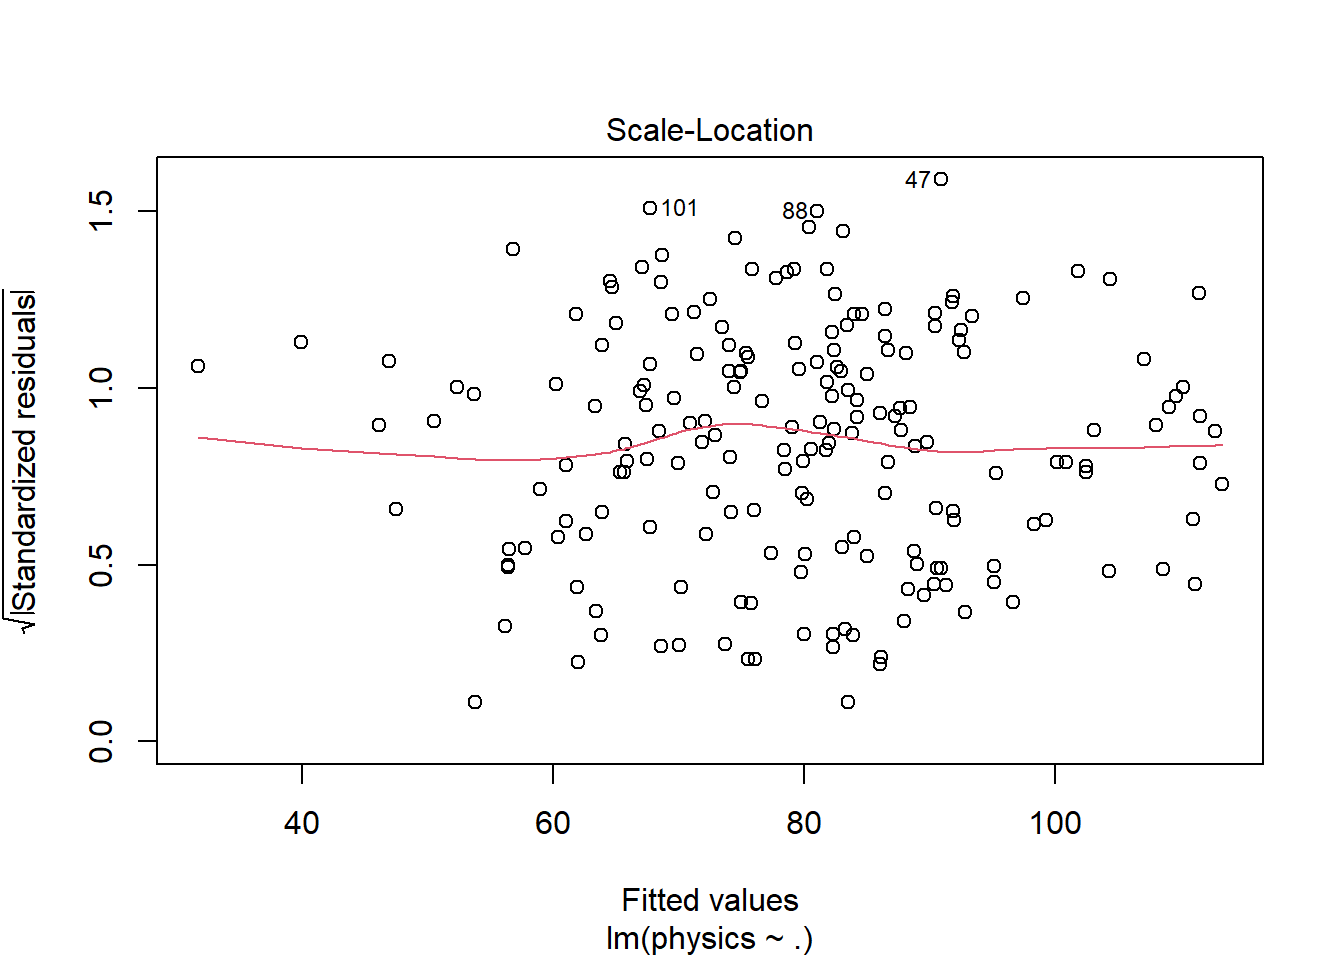 Scale-Location
√|Standardized residuals|
1.5
1.0
0.5
0.0
47
101
88
40
60
80
100
Fitted values
lm(physics ~ .)